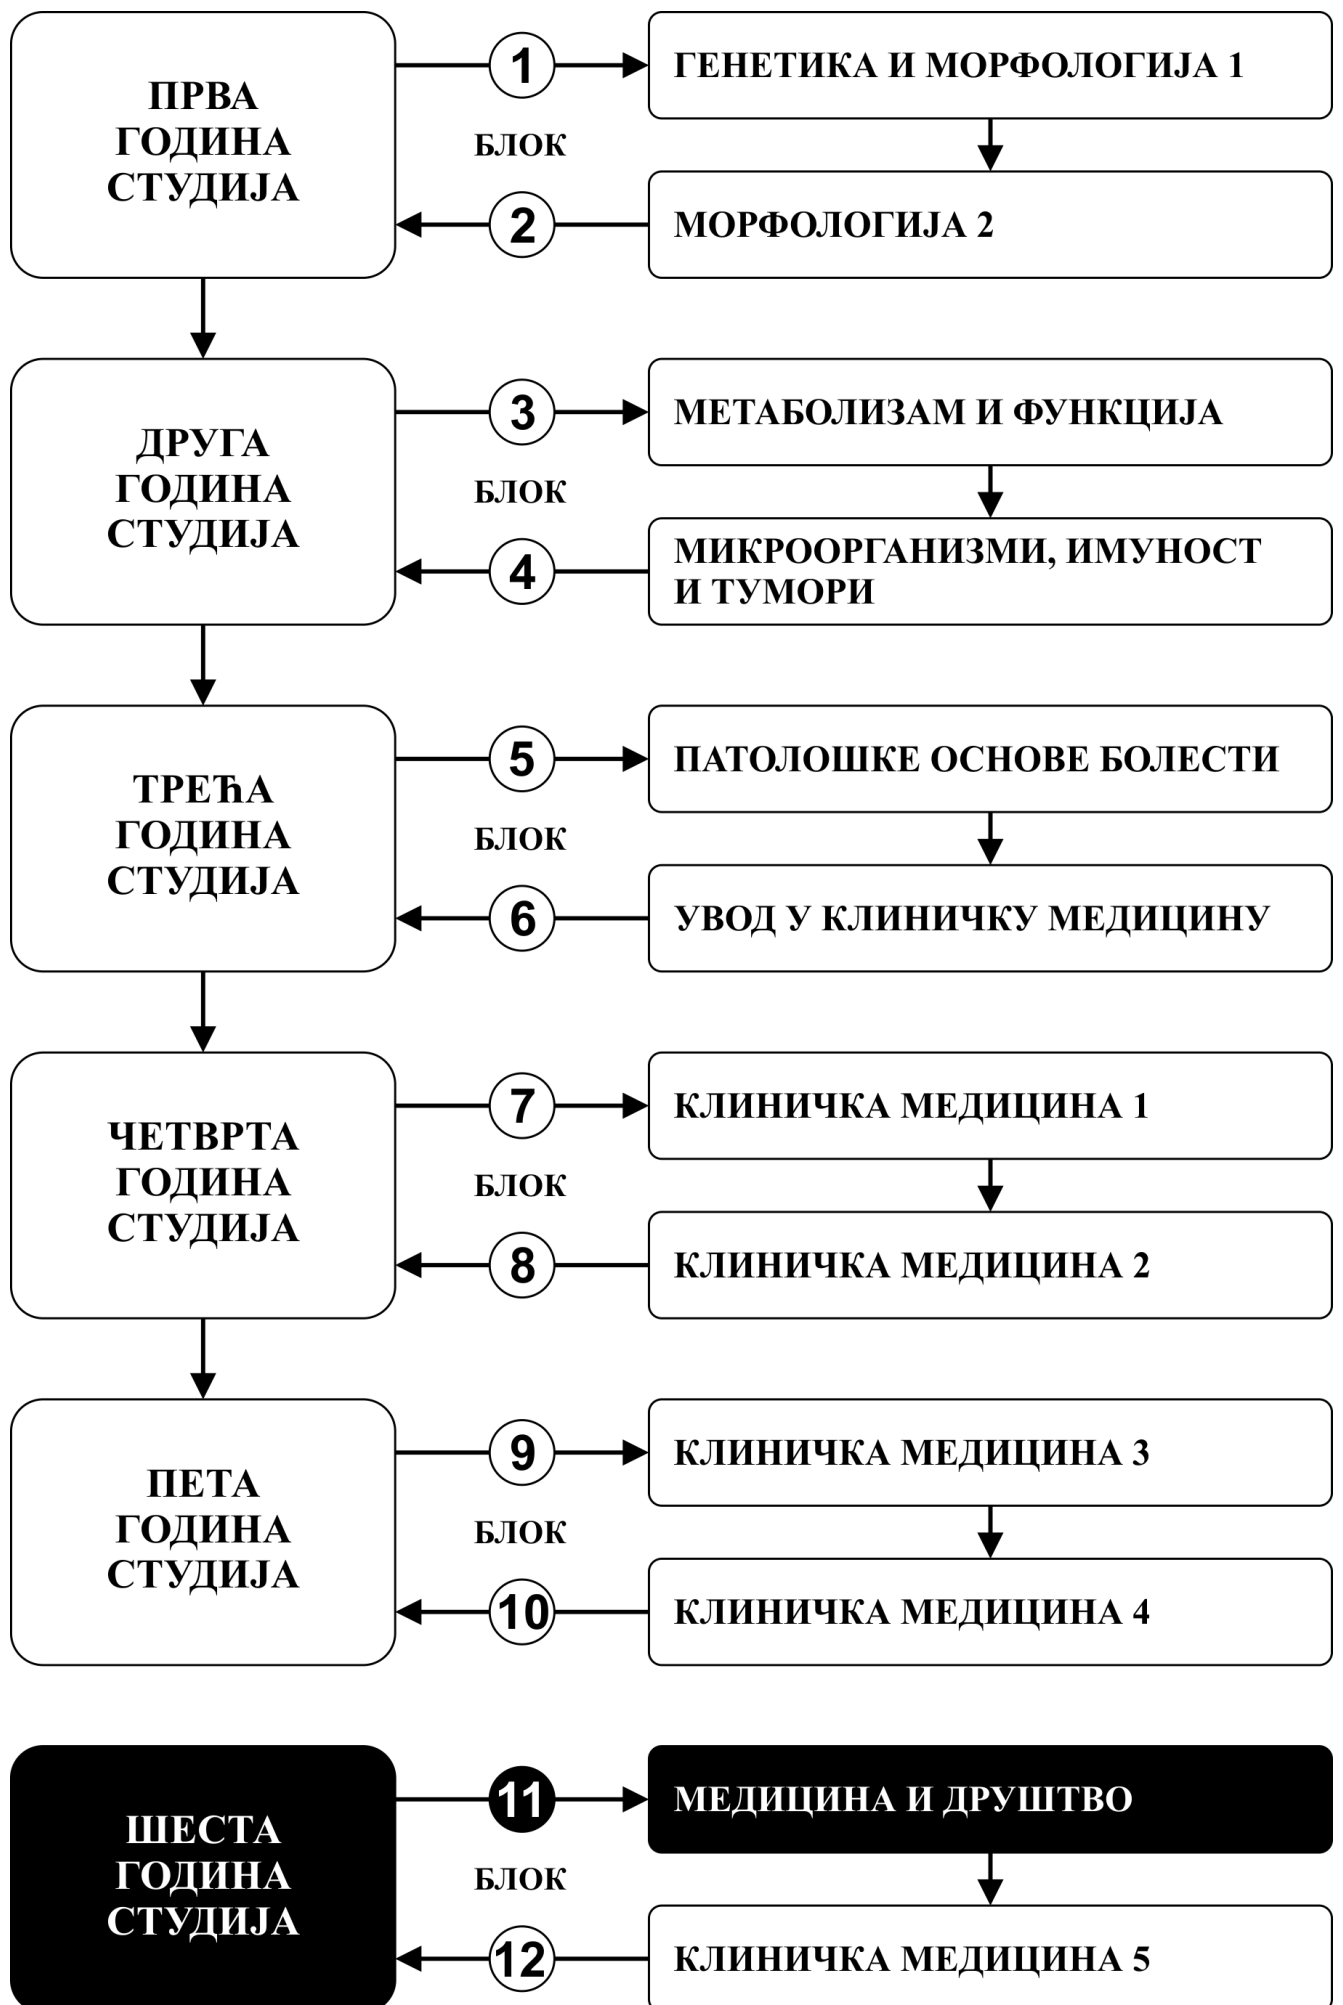 ПРВА
ГОДИНА
СТУДИЈА
1
ГЕНЕТИКА И МОРФОЛОГИЈА 1
БЛОК
2
МОРФОЛОГИЈА 2
ДРУГА
ГОДИНА
СТУДИЈА
3
МЕТАБОЛИЗАМ И ФУНКЦИЈА
БЛОК
4
МИКРООРГАНИЗМИ, ИМУНОСТ
И ТУМОРИ
ТРЕЋА
ГОДИНА
СТУДИЈА
5
ПАТОЛОШКЕ ОСНОВЕ БОЛЕСТИ
БЛОК
6
УВОД У КЛИНИЧКУ МЕДИЦИНУ
ЧЕТВРТА
ГОДИНА
СТУДИЈА
7
КЛИНИЧКА МЕДИЦИНА 1
БЛОК
8
КЛИНИЧКА МЕДИЦИНА 2
ПЕТА
ГОДИНА
СТУДИЈА
9
КЛИНИЧКА МЕДИЦИНА 3
БЛОК
10
КЛИНИЧКА МЕДИЦИНА 4
ШЕСТА
ГОДИНА
СТУДИЈА
11
МЕДИЦИНА И ДРУШТВО
БЛОК
12
КЛИНИЧКА МЕДИЦИНА 5